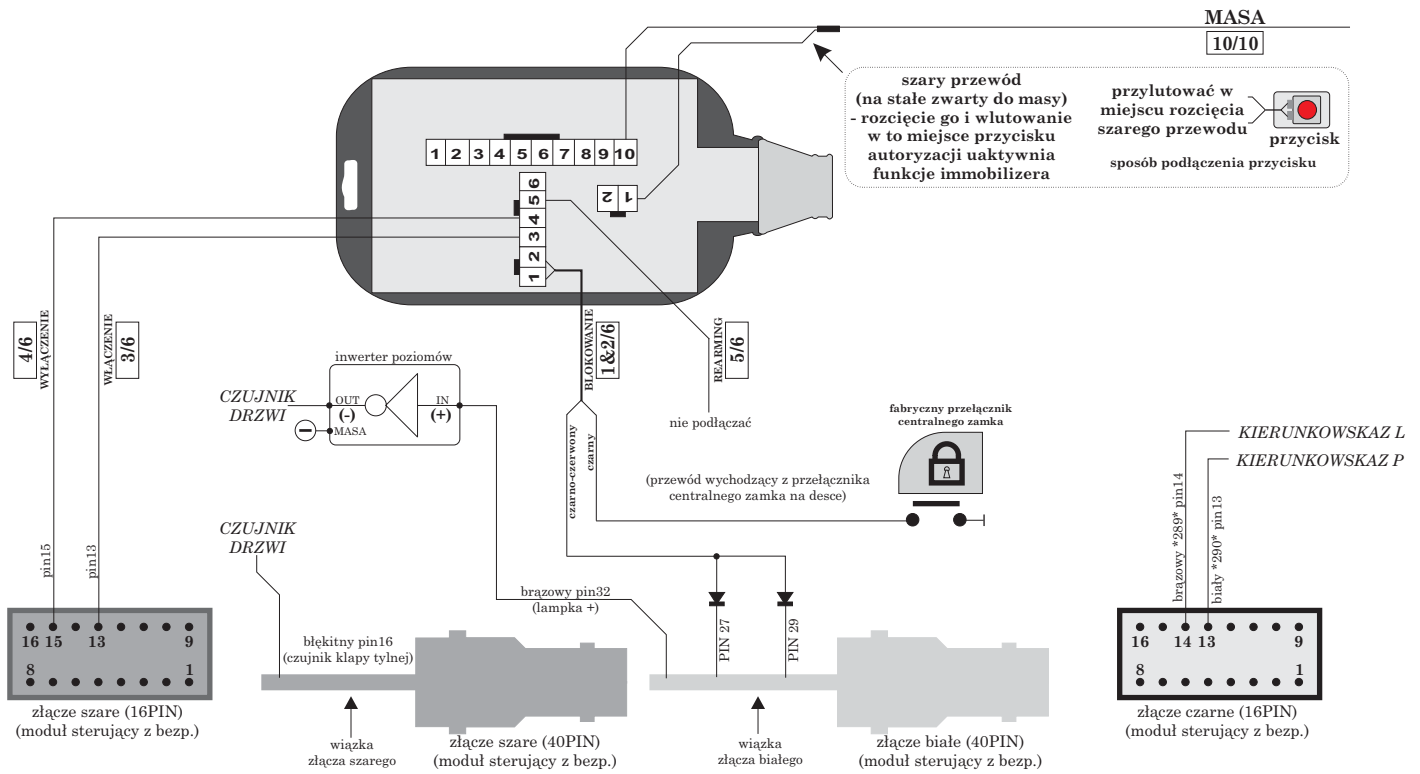 MASA
10/10
szary przewód
(na stałe zwarty do masy)
- rozcięcie go i wlutowanie
w to miejsce przycisku
autoryzacji uaktywnia
funkcje immobilizera
przylutować w
miejscu rozcięcia
szarego przewodu
przycisk
sposób podłączenia przycisku
1 2 3 4 5 6 7 8 9 10
1 2 3 4 5 6
2 1
4/6
WYŁĄCZENIE
WŁĄCZENIE
3/6
BLOKOWANIE
1&2/6
REARMING
5/6
inwerter poziomów
OUT
(-)
IN
(+)
MASA
CZUJNIK
DRZWI
nie podłączać
czarno-czerwony
czarny
fabryczny przełącznik
centralnego zamka
(przewód wychodzący z przełącznika
centralnego zamka na desce)
KIERUNKOWSKAZ L
KIERUNKOWSKAZ P
brązowy *289* pin14
biały *290* pin13
CZUJNIK
DRZWI
pin15
pin13
brązowy pin32
(lampka +)
PIN 27
PIN 29
błękitny pin16
(czujnik klapy tylnej)
16 15 13 9
8 1
złącze szare (16PIN)
(moduł sterujący z bezp.)
wiązka
złącza szarego
złącze szare (40PIN)
(moduł sterujący z bezp.)
wiązka
złącza białego
złącze białe (40PIN)
(moduł sterujący z bezp.)
16 14 13 9
8 1
złącze czarne (16PIN)
(moduł sterujący z bezp.)